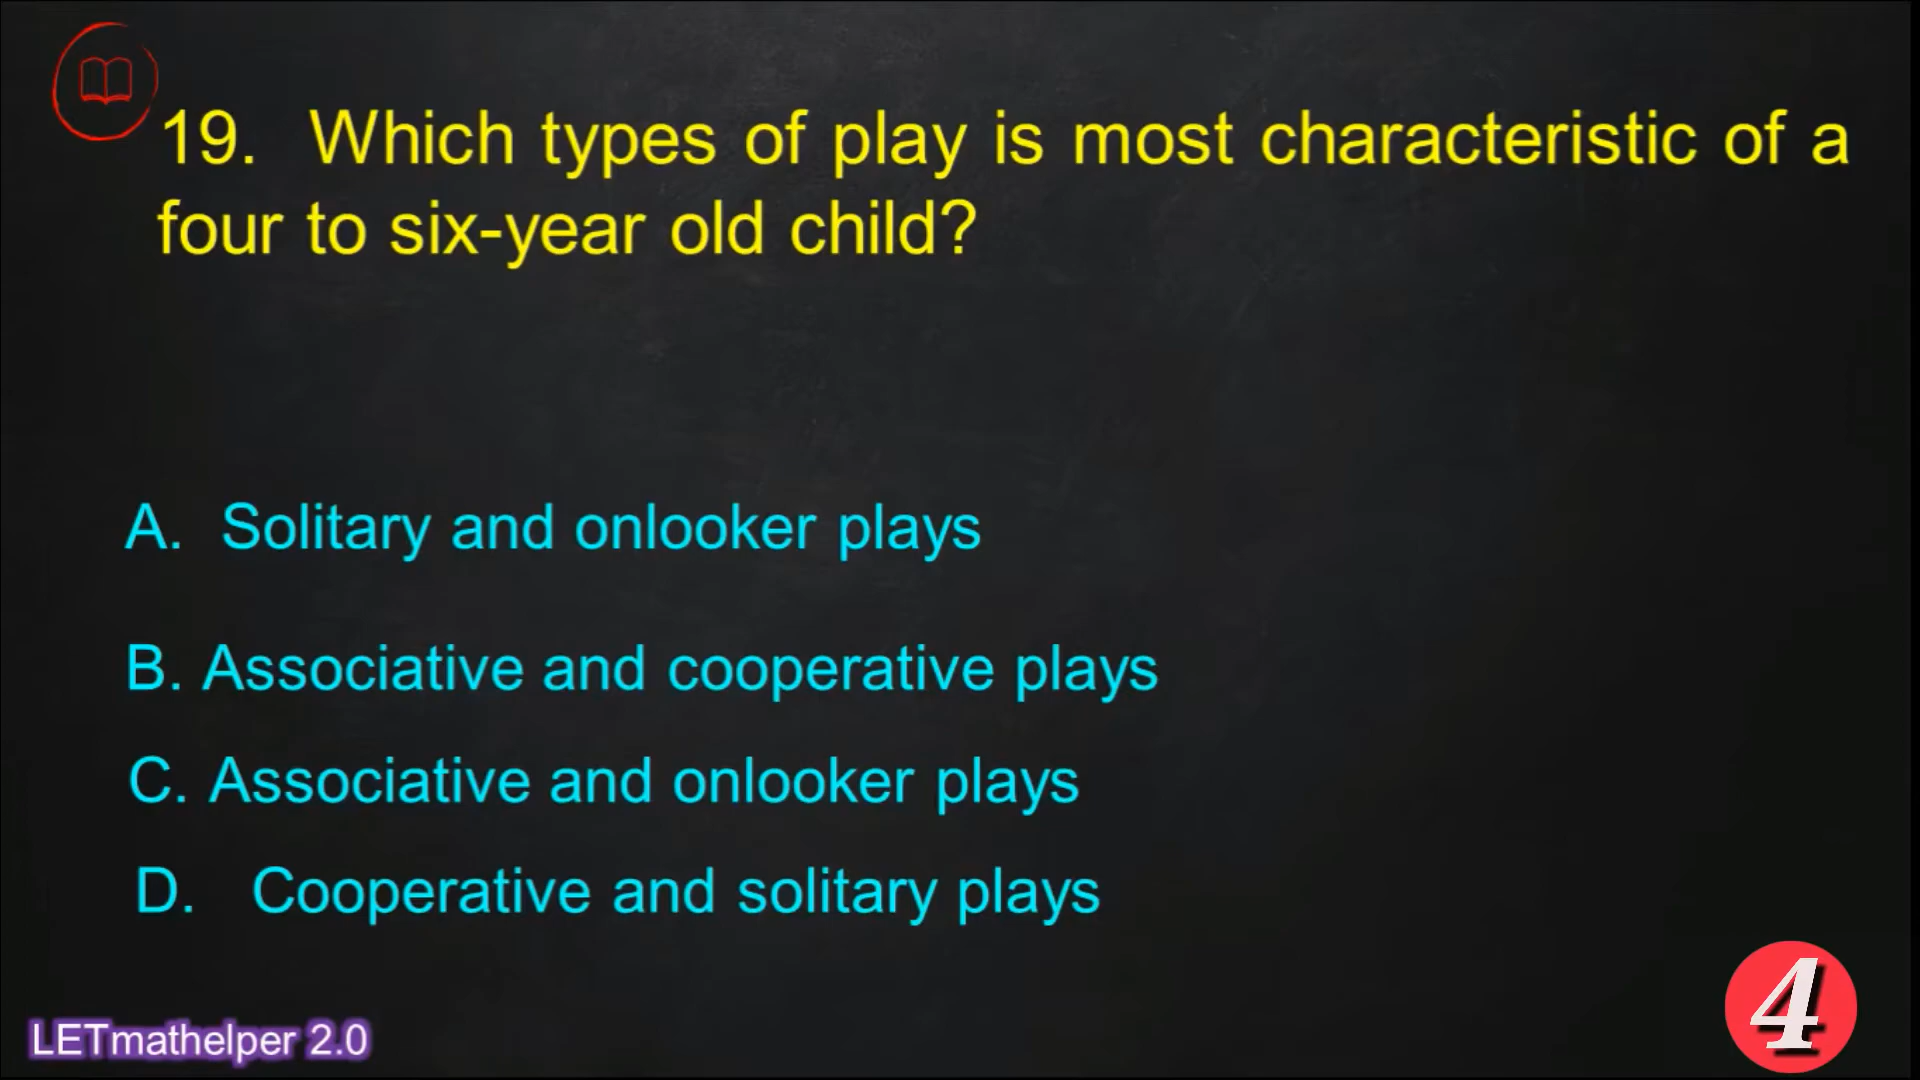 19. Which types of play is most characteristic of a
four to six-year old child?
A. Solitary and onlooker plays
B. Associative and cooperative plays
C. Associative and onlooker plays
D. Cooperative and solitary plays
LETmathelper 2.0
4